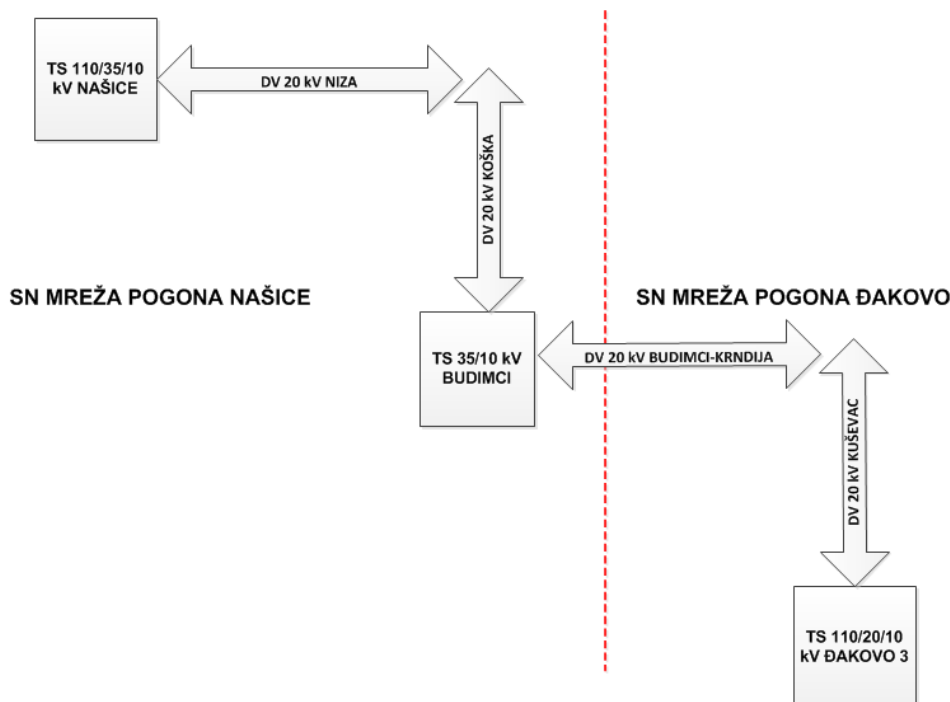 TS 110/35/10
kV NAŠICE
DV 20 kV NIZA
DV 20 kV KOŠKA
SN MREŽA POGONA NAŠICE
SN MREŽA POGONA ĐAKOVO
TS 35/10 kV
BUDIMCI
DV 20 kV BUDIMCI-KRNDIJA
DV 20 kV KUŠEVAC
TS 110/20/10
kV ĐAKOVO 3